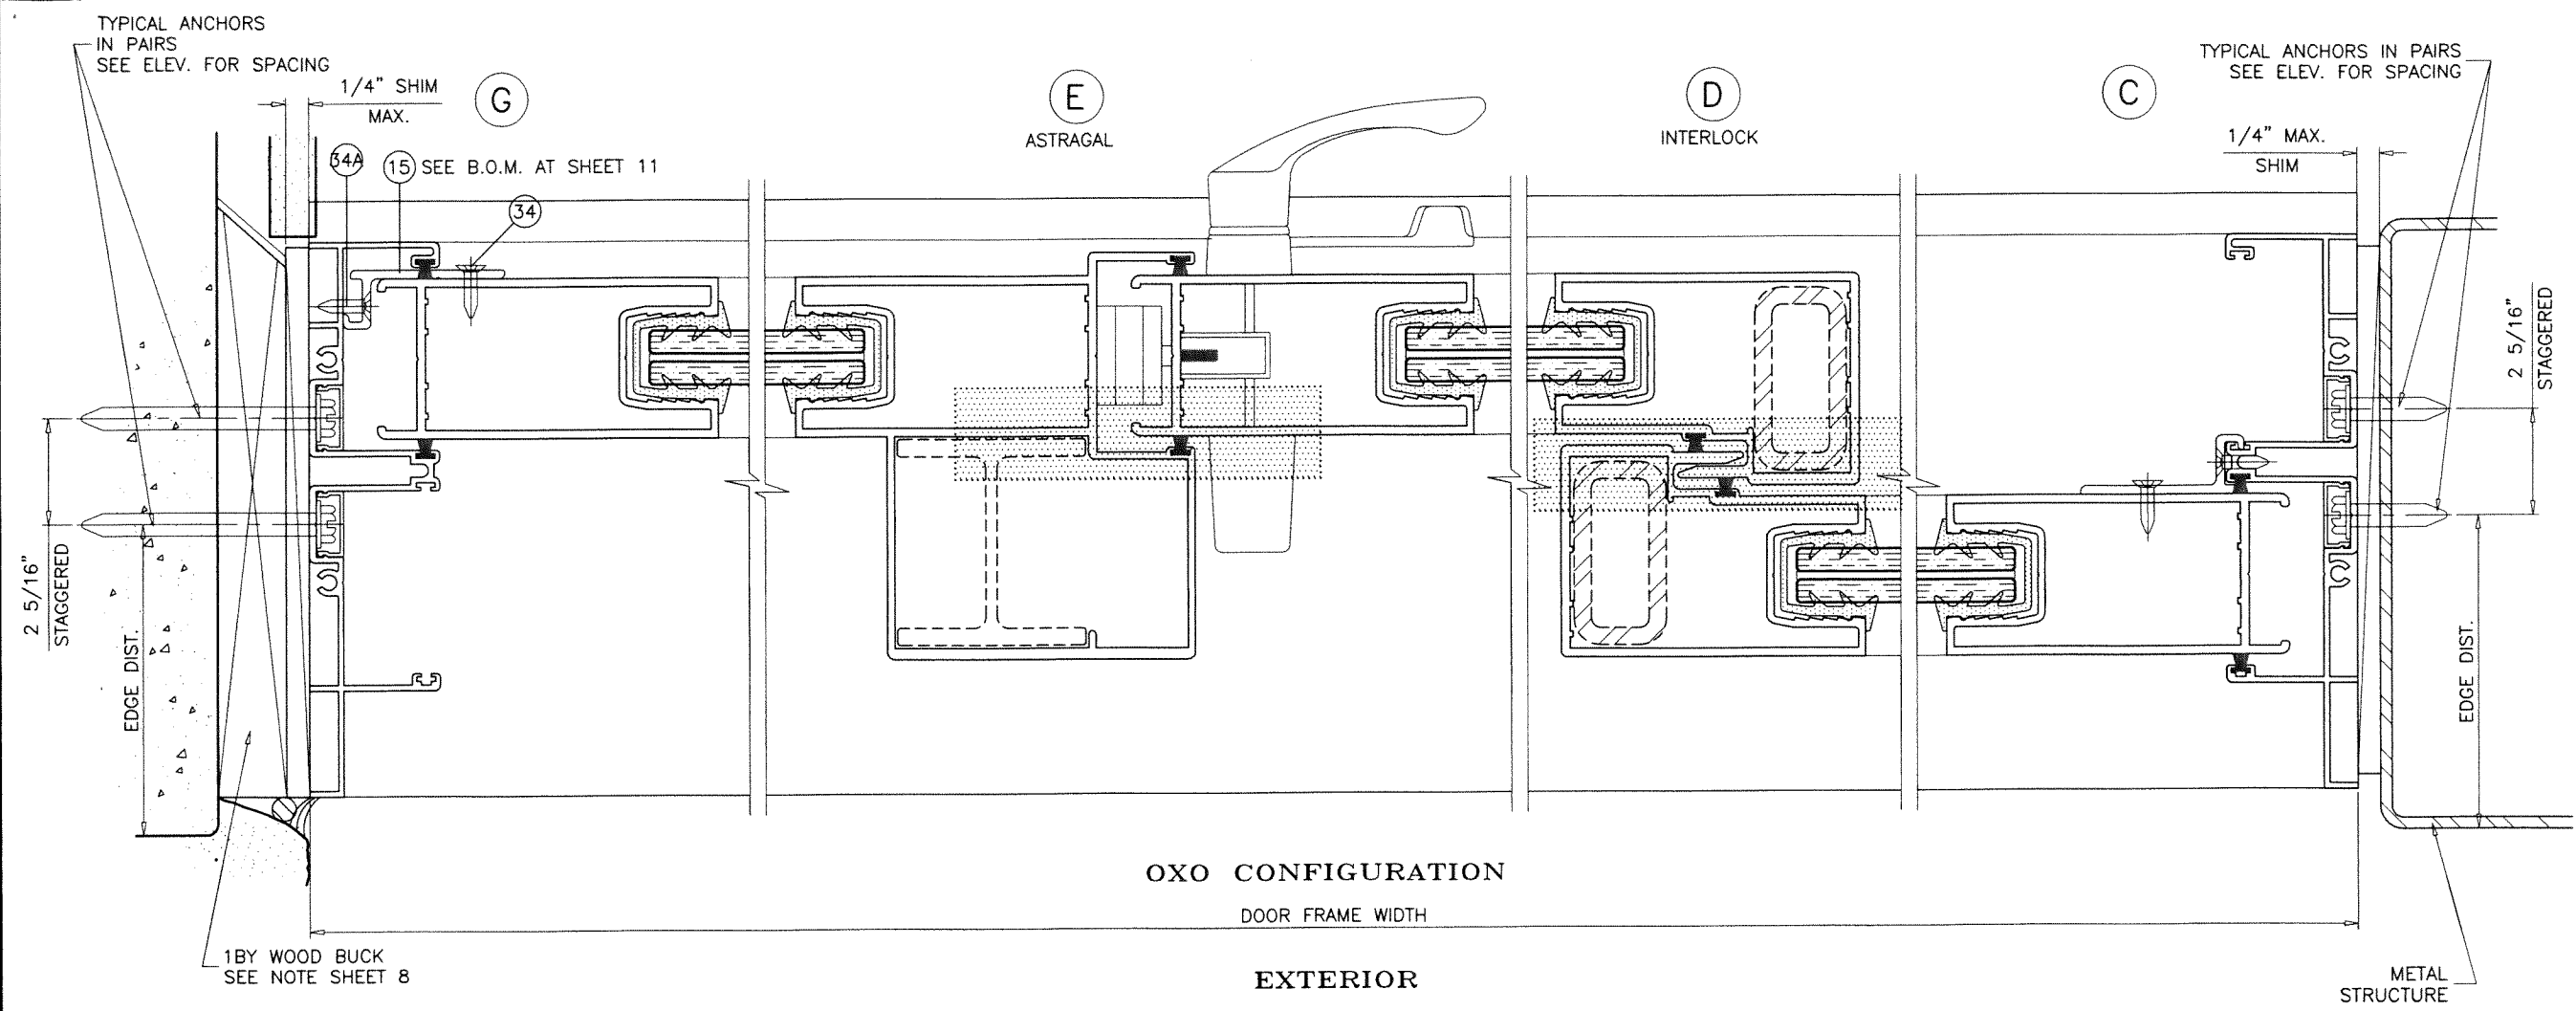 TYPICAL ANCHORS
IN PAIRS
SEE ELEV. FOR SPACING
1/4" SHIM
MAX.
G
E
ASTRAGAL
D
INTERLOCK
C
TYPICAL ANCHORS IN PAIRS
SEE ELEV. FOR SPACING
1/4" MAX.
SHIM
34A
15 SEE B.O.M. AT SHEET 11
34
2 5/16"
STAGGERED
EDGE DIST.
2 5/16"
STAGGERED
EDGE DIST.
OXO CONFIGURATION
DOOR FRAME WIDTH
1BY WOOD BUCK
SEE NOTE SHEET 8
EXTERIOR
METAL
STRUCTURE